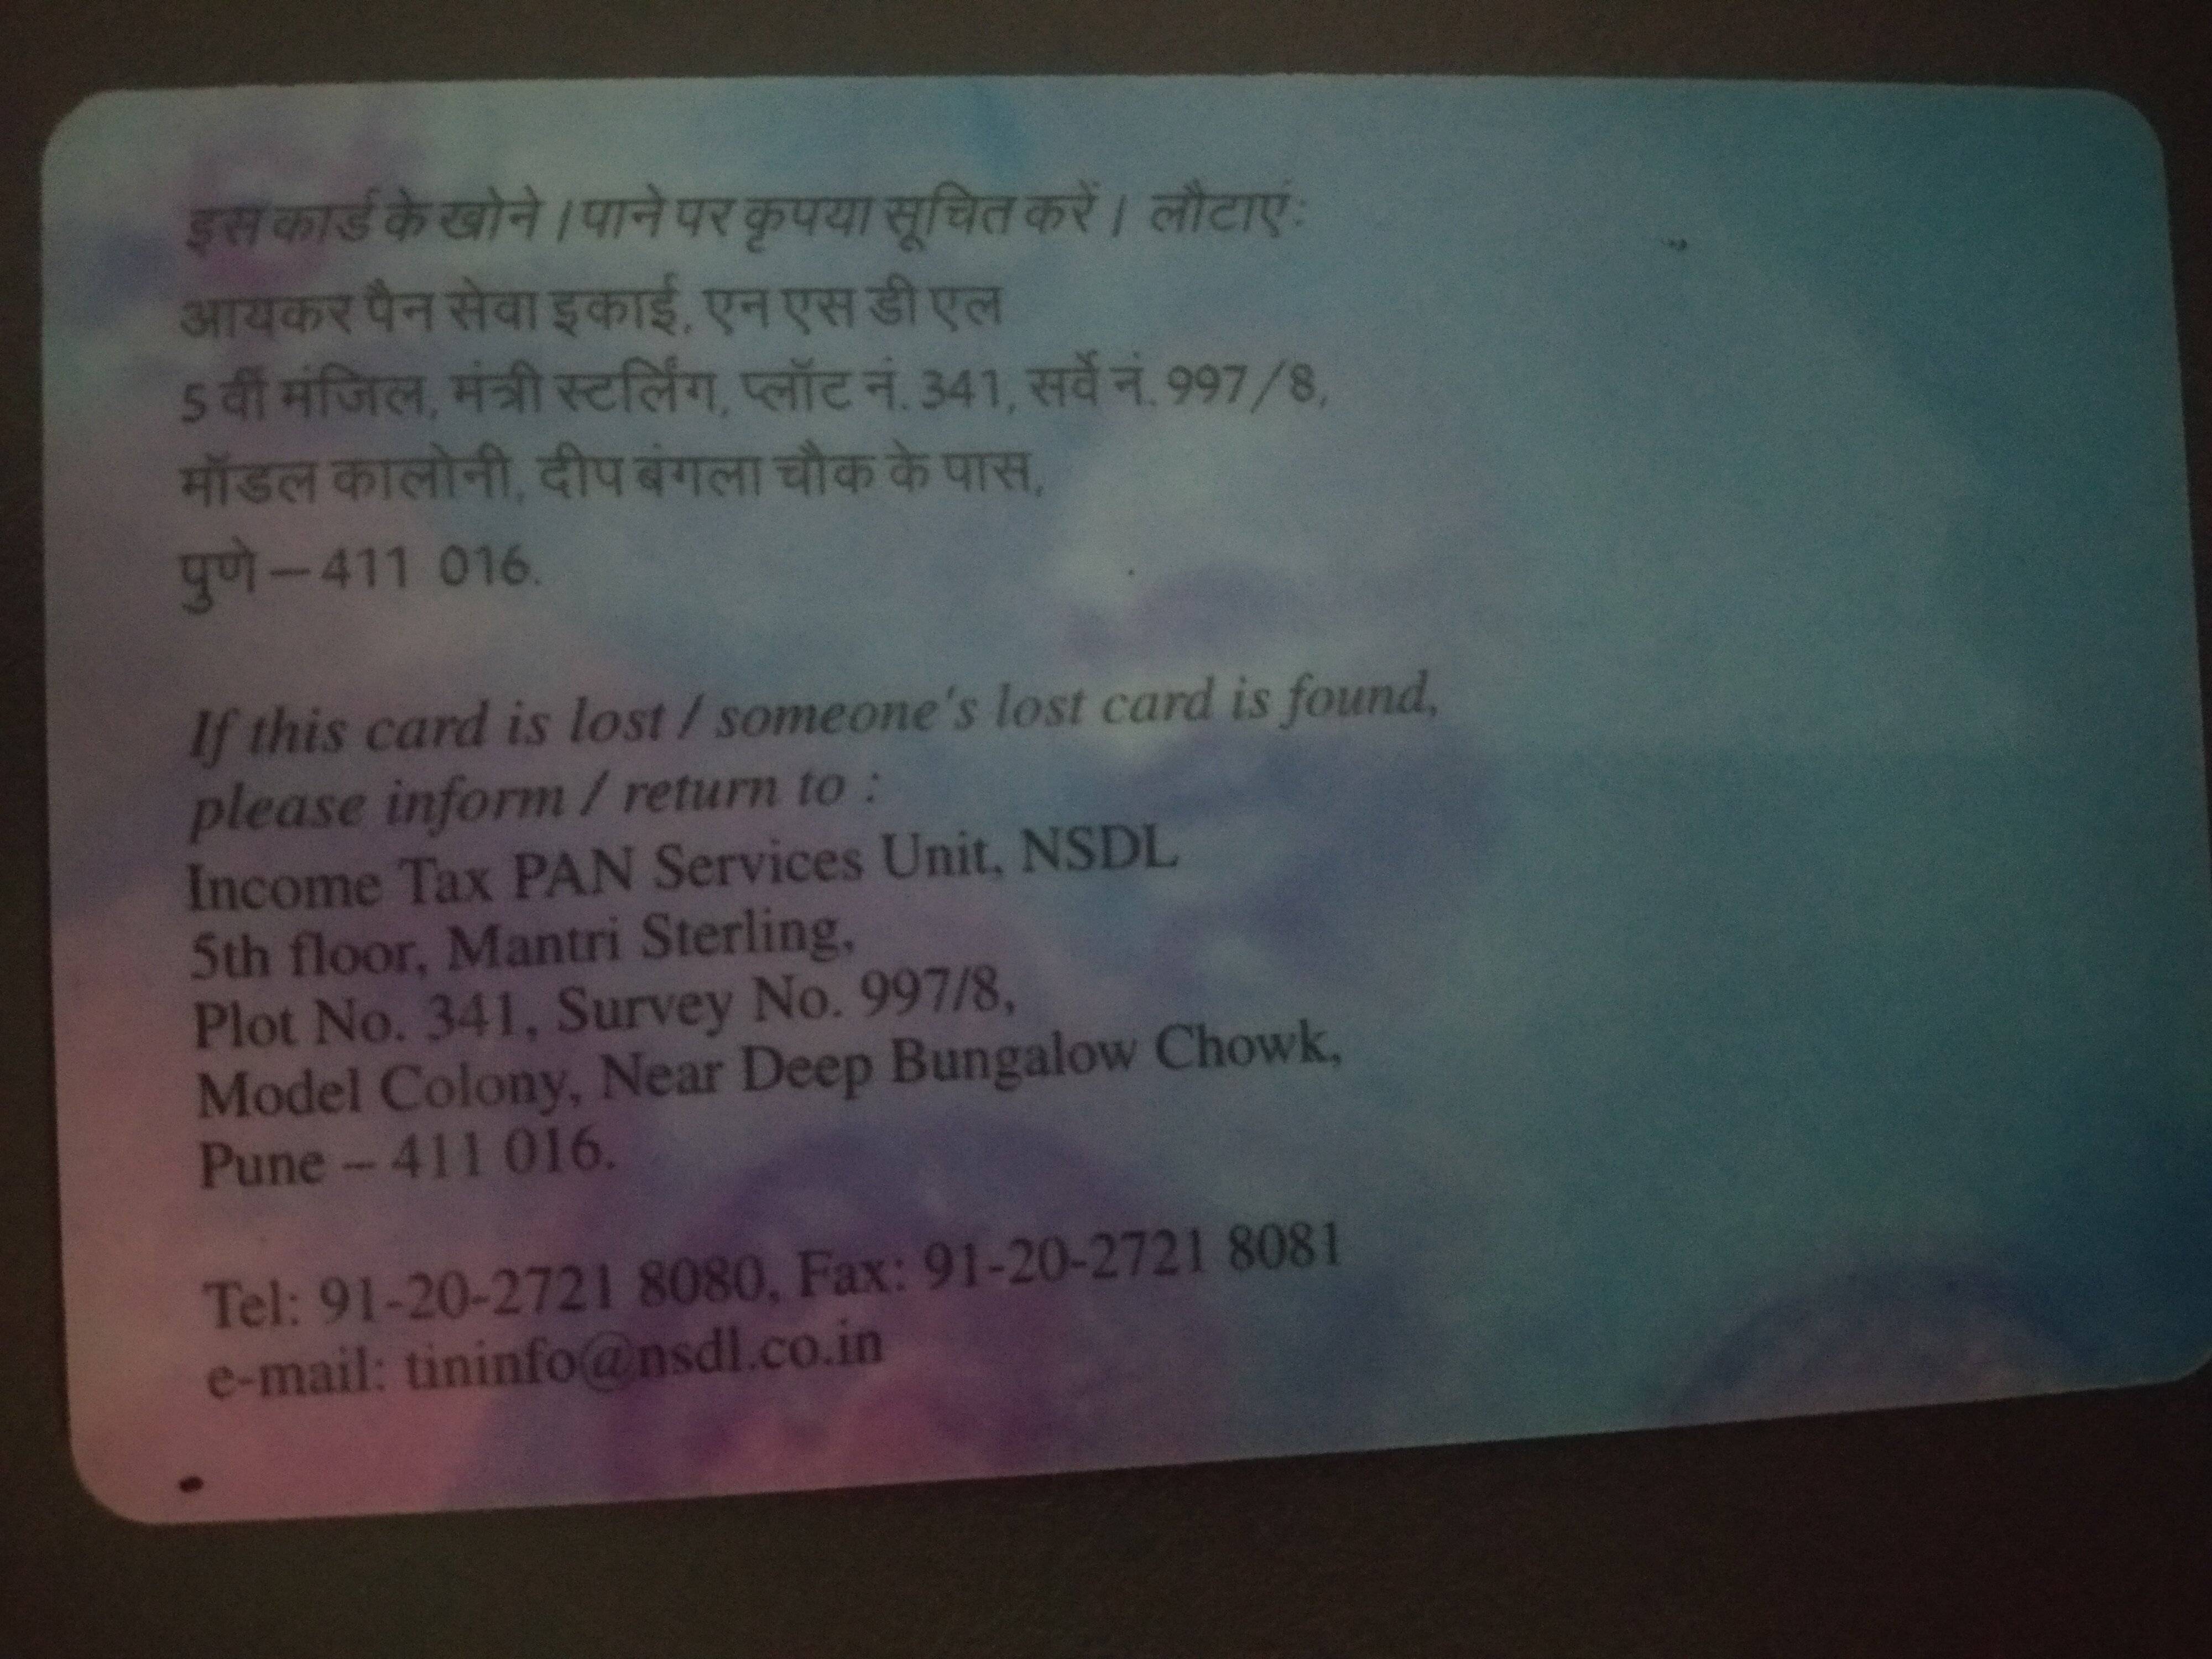 इस कार्ड के खोने / पाने पर कृपया सूचित करें / लौटाएं:
आयकर पैन सेवा इकाई, एन एस डी एल
5 वीं मंजिल, मंत्री स्टर्लिंग, प्लॉट नं. 341, सर्वे नं. 997/8,
मॉडल कालोनी, दीप बंगला चौक के पास,
पुणे – 411 016.
If this card is lost / someone's lost card is found,
please inform / return to :
Income Tax PAN Services Unit, NSDL
5th floor, Mantri Sterling,
Plot No. 341, Survey No. 997/8,
Model Colony, Near Deep Bungalow Chowk,
Pune – 411 016.
Tel: 91-20-2721 8080, Fax: 91-20-2721 8081
e-mail: tininfo@nsdl.co.in